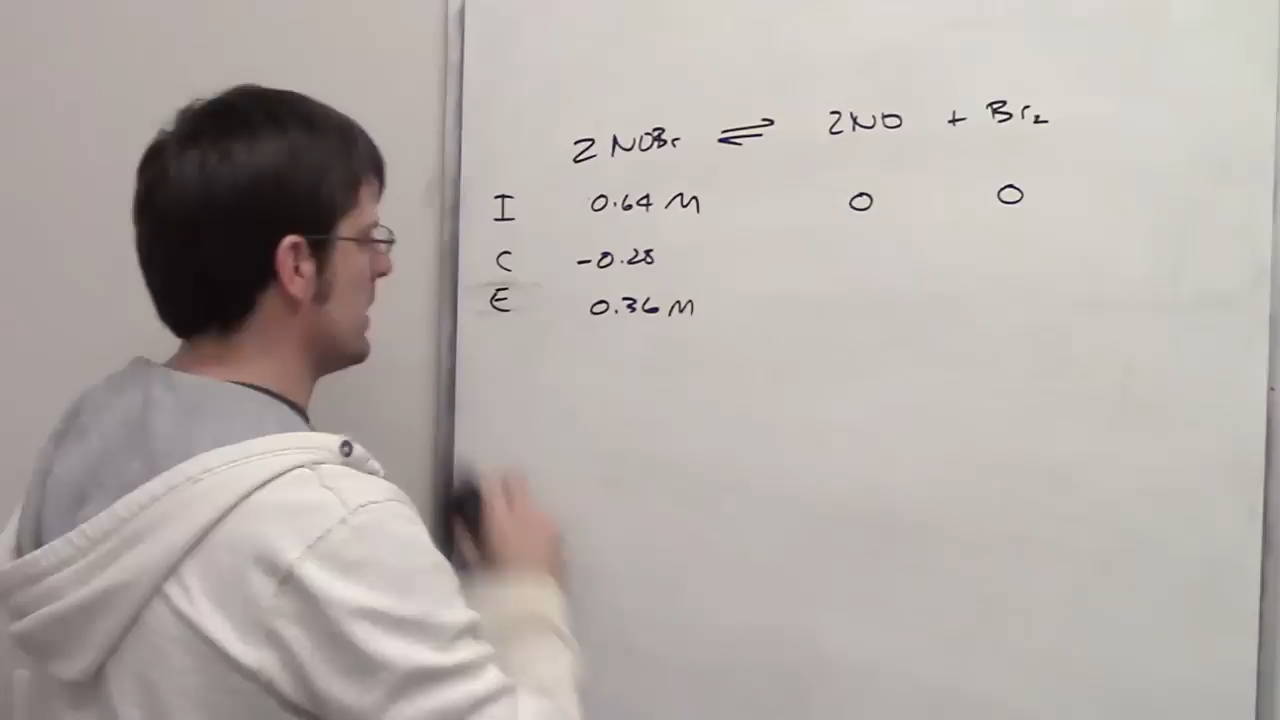 2 NOBr ⇌ 2NO + Br₂
I 0.64 M 0 0
C -0.28
E 0.36 M